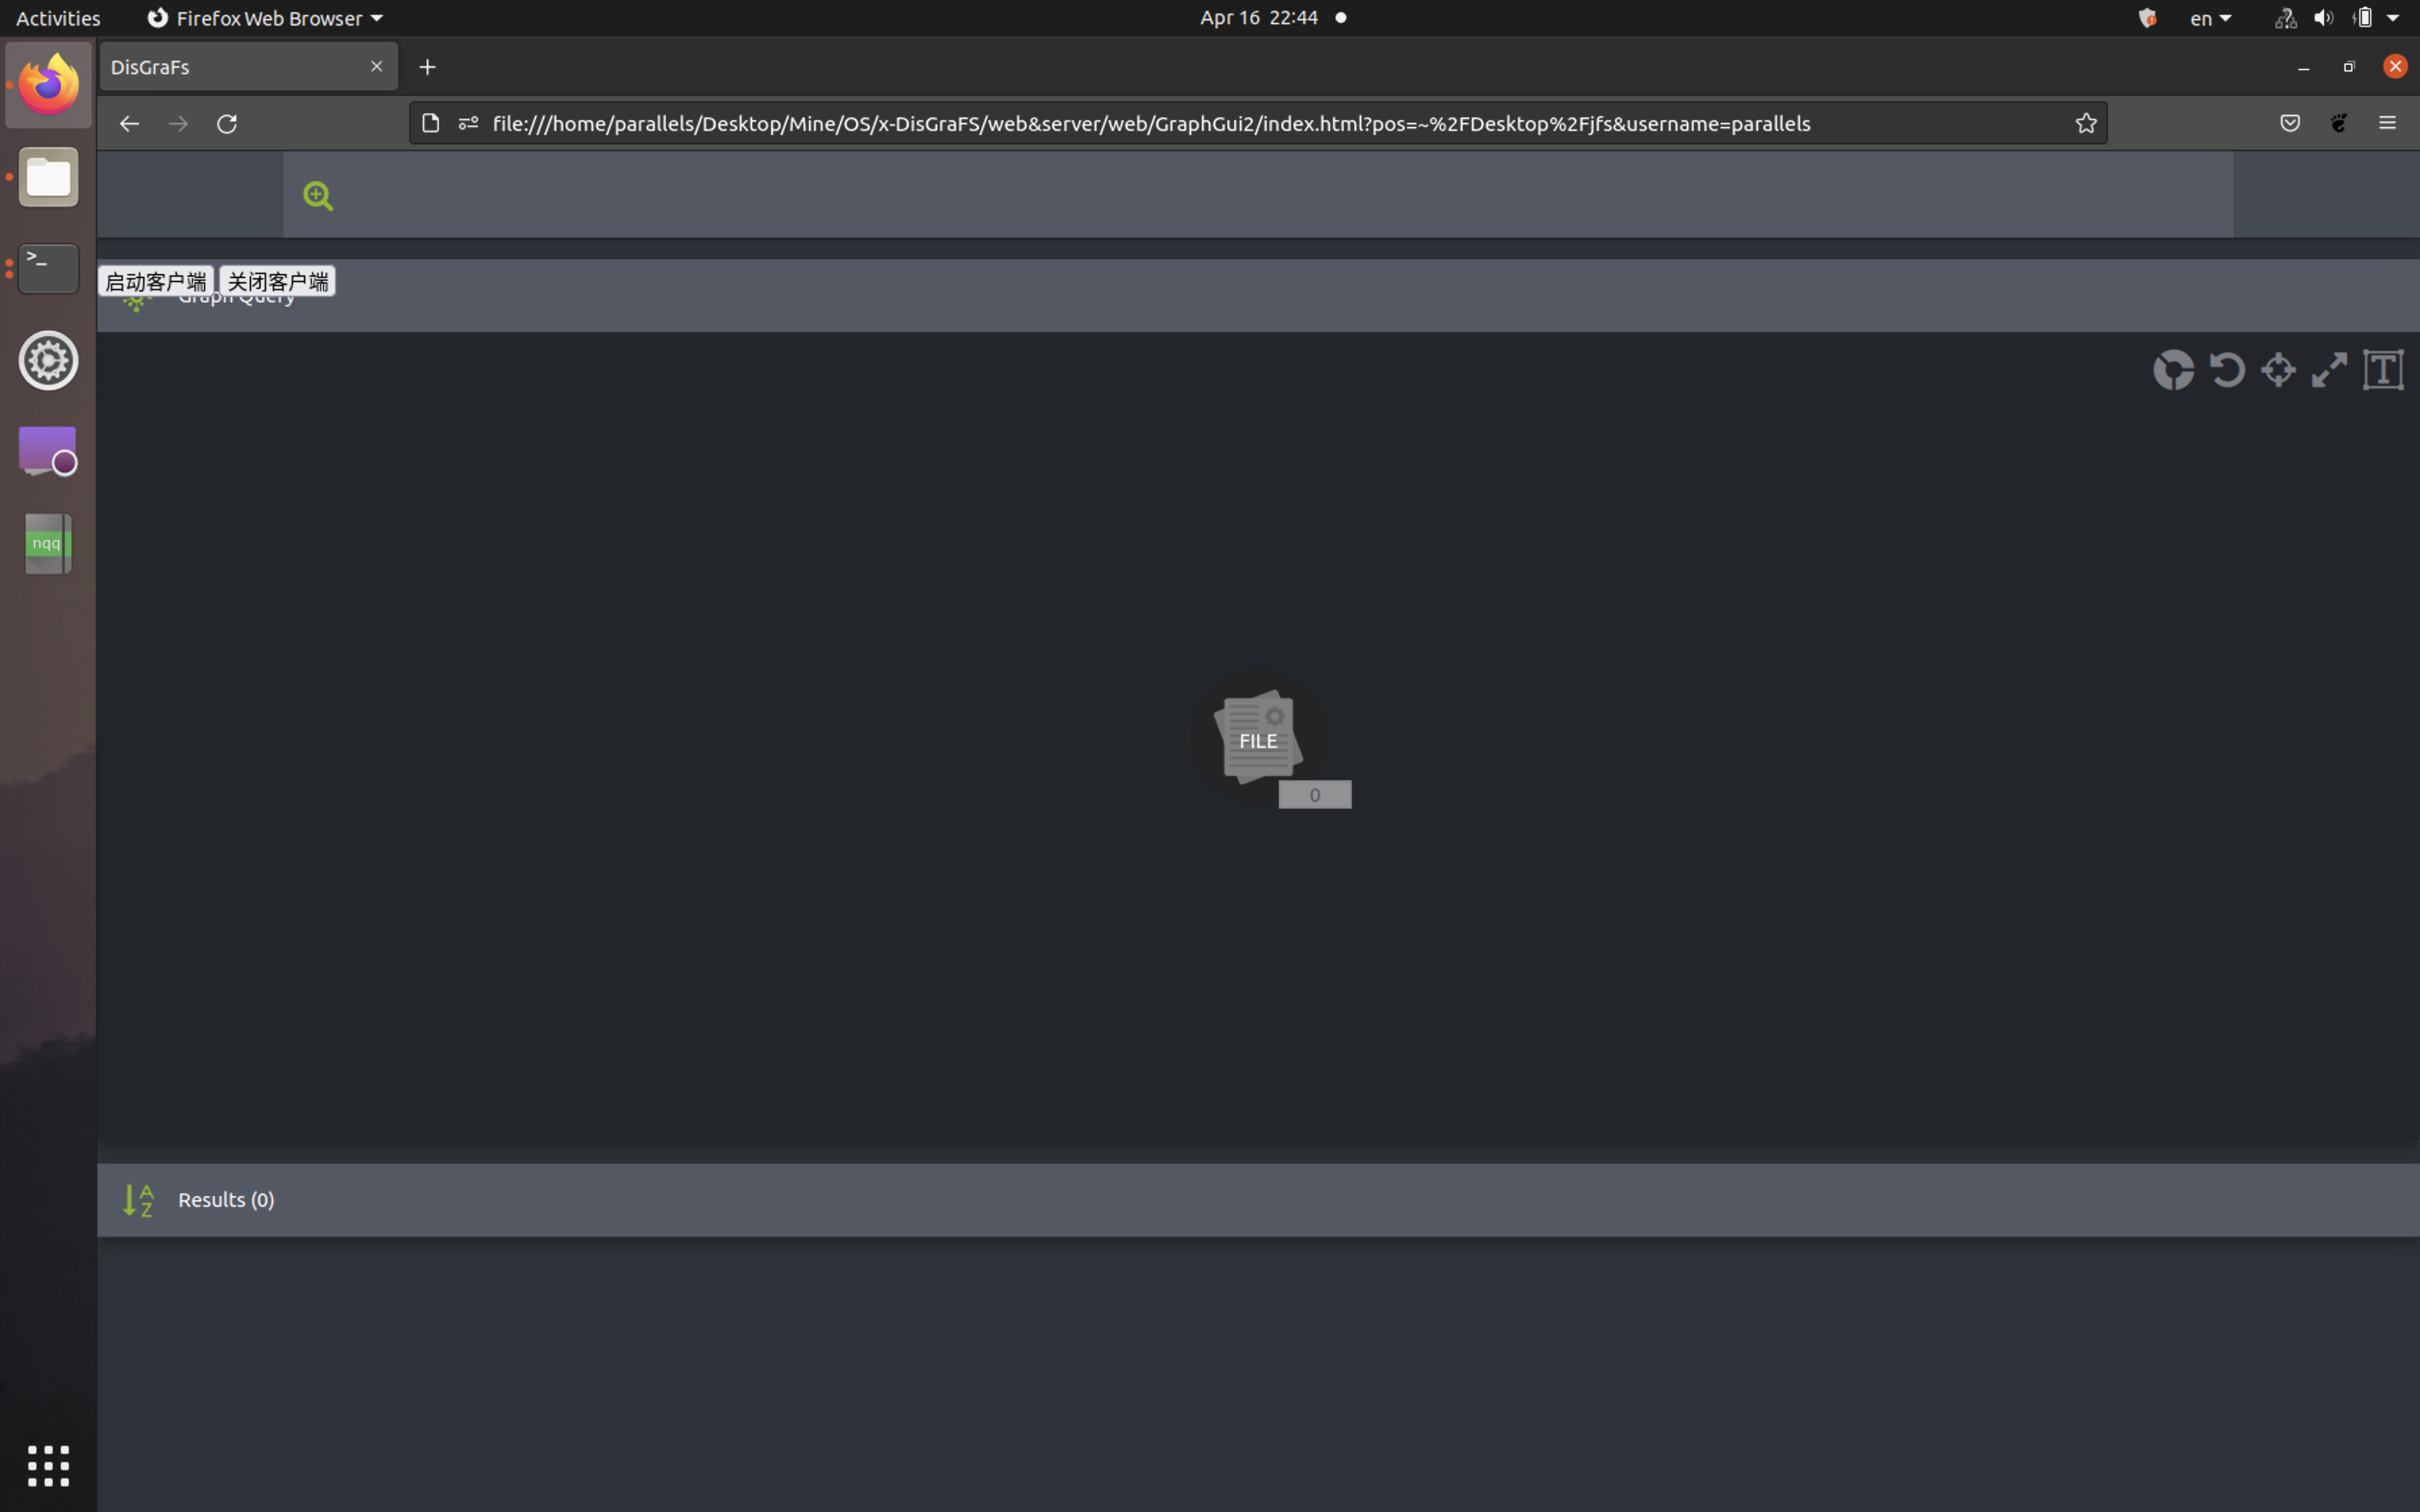 Activities Firefox Web Browser Apr 16 22:44 en
DisGraFs
file:///home/parallels/Desktop/Mine/OS/x-DisGraFS/web&server/web/GraphGui2/index.html?pos=~%2FDesktop%2Fjfs&username=parallels
>_
启动客户端 关闭客户端
Graph Query
T
nqq
FILE
0
A
Z
Results (0)